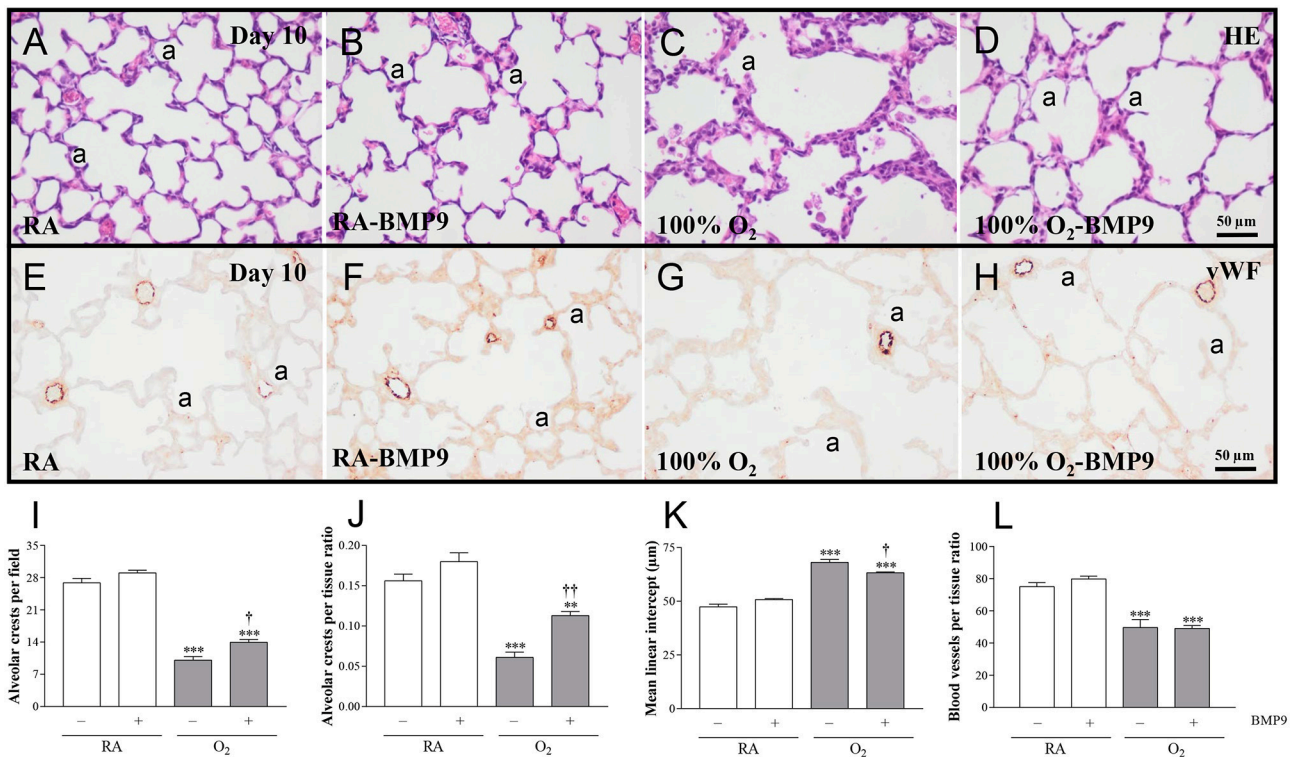 A Day 10 a a RA
B a a RA-BMP9
C a 100% O₂
D HE a a 100% O₂-BMP9 50 µm
E Day 10 a a RA
F a a RA-BMP9
G a a 100% O₂
H vWF a a 100% O₂-BMP9 50 µm
I
Alveolar crests per field
35
28
21
14
7
0
*** *** †
− + − +
RA O₂
J
Alveolar crests per tissue ratio
0.20
0.15
0.10
0.05
0.00
*** ** ††
− + − +
RA O₂
K
Mean linear intercept (µm)
75
50
25
0
*** *** †
− + − +
RA O₂
L
Blood vessels per tissue ratio
100
80
60
40
20
0
*** ***
− + − + BMP9
RA O₂